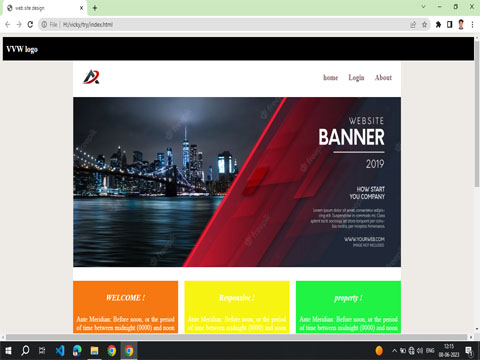 web site design
File H:/vicky/try/index.html
VVW logo
home Login About
WEBSITE
BANNER
2019
HOW START
YOU COMPANY
WWW.YOURWEB.COM
IMAGE NOT INCLUDED
WELCOME !
Responsive !
property !
Ante Meridian: Before noon, or the period
of time between midnight (0000) and noon
Ante Meridian: Before noon, or the period
of time between midnight (0000) and noon
Ante Meridian: Before noon, or the period
of time between midnight (0000) and noon
ENG
12:15
08-06-2023